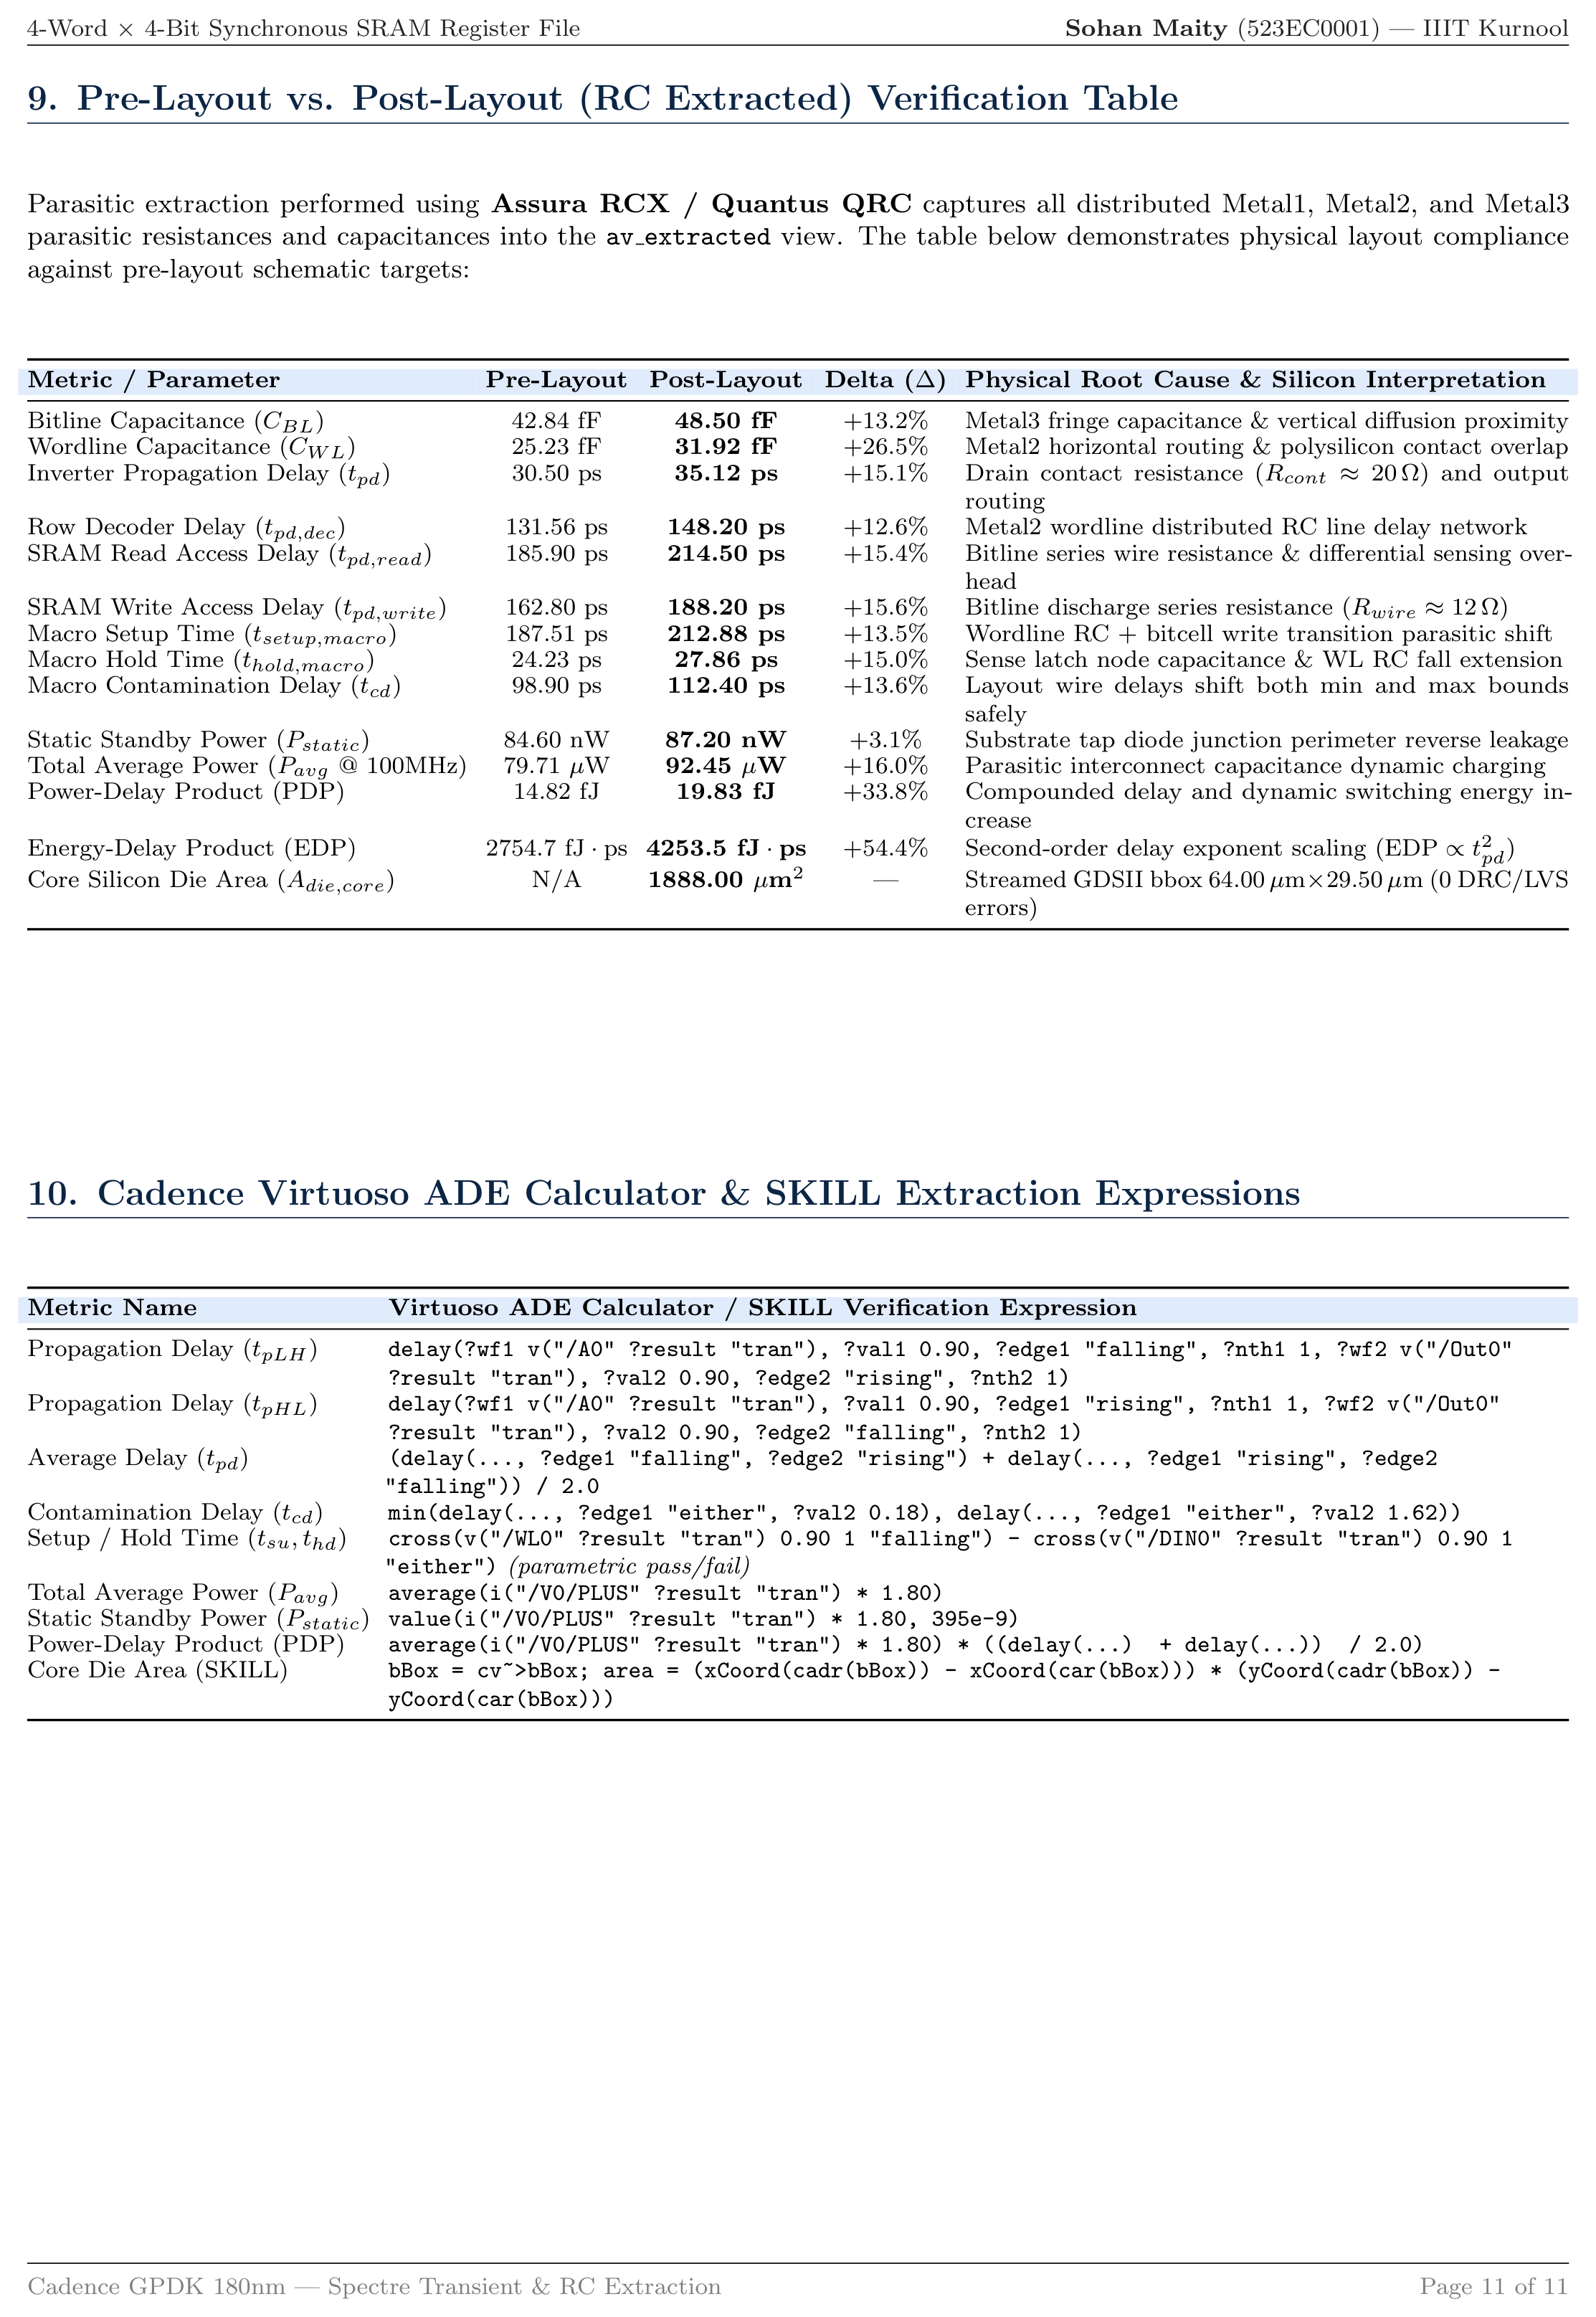 4-Word × 4-Bit Synchronous SRAM Register File Sohan Maity (523EC0001) — IIIT Kurnool
9. Pre-Layout vs. Post-Layout (RC Extracted) Verification Table
Parasitic extraction performed using Assura RCX / Quantus QRC captures all distributed Metal1, Metal2, and Metal3
parasitic resistances and capacitances into the av_extracted view. The table below demonstrates physical layout compliance
against pre-layout schematic targets:
Metric / Parameter Pre-Layout Post-Layout Delta (Δ) Physical Root Cause & Silicon Interpretation
Bitline Capacitance (C_BL) 42.84 fF 48.50 fF +13.2% Metal3 fringe capacitance & vertical diffusion proximity
Wordline Capacitance (C_WL) 25.23 fF 31.92 fF +26.5% Metal2 horizontal routing & polysilicon contact overlap
Inverter Propagation Delay (t_pd) 30.50 ps 35.12 ps +15.1% Drain contact resistance (R_cont ≈ 20 Ω) and output
routing
Row Decoder Delay (t_pd,dec) 131.56 ps 148.20 ps +12.6% Metal2 wordline distributed RC line delay network
SRAM Read Access Delay (t_pd,read) 185.90 ps 214.50 ps +15.4% Bitline series wire resistance & differential sensing over-
head
SRAM Write Access Delay (t_pd,write) 162.80 ps 188.20 ps +15.6% Bitline discharge series resistance (R_wire ≈ 12 Ω)
Macro Setup Time (t_setup,macro) 187.51 ps 212.88 ps +13.5% Wordline RC + bitcell write transition parasitic shift
Macro Hold Time (t_hold,macro) 24.23 ps 27.86 ps +15.0% Sense latch node capacitance & WL RC fall extension
Macro Contamination Delay (t_cd) 98.90 ps 112.40 ps +13.6% Layout wire delays shift both min and max bounds
safely
Static Standby Power (P_static) 84.60 nW 87.20 nW +3.1% Substrate tap diode junction perimeter reverse leakage
Total Average Power (P_avg @ 100MHz) 79.71 μW 92.45 μW +16.0% Parasitic interconnect capacitance dynamic charging
Power-Delay Product (PDP) 14.82 fJ 19.83 fJ +33.8% Compounded delay and dynamic switching energy in-
crease
Energy-Delay Product (EDP) 2754.7 fJ · ps 4253.5 fJ · ps +54.4% Second-order delay exponent scaling (EDP ∝ t²_pd)
Core Silicon Die Area (A_die,core) N/A 1888.00 μm² — Streamed GDSII bbox 64.00 μm×29.50 μm (0 DRC/LVS
errors)
10. Cadence Virtuoso ADE Calculator & SKILL Extraction Expressions
Metric Name Virtuoso ADE Calculator / SKILL Verification Expression
Propagation Delay (t_pLH) delay(?wf1 v("/A0" ?result "tran"), ?val1 0.90, ?edge1 "falling", ?nth1 1, ?wf2 v("/Out0"
?result "tran"), ?val2 0.90, ?edge2 "rising", ?nth2 1)
Propagation Delay (t_pHL) delay(?wf1 v("/A0" ?result "tran"), ?val1 0.90, ?edge1 "rising", ?nth1 1, ?wf2 v("/Out0"
?result "tran"), ?val2 0.90, ?edge2 "falling", ?nth2 1)
Average Delay (t_pd) (delay(..., ?edge1 "falling", ?edge2 "rising") + delay(..., ?edge1 "rising", ?edge2
"falling")) / 2.0
Contamination Delay (t_cd) min(delay(..., ?edge1 "either", ?val2 0.18), delay(..., ?edge1 "either", ?val2 1.62))
Setup / Hold Time (t_su, t_hd) cross(v("/WL0" ?result "tran") 0.90 1 "falling") - cross(v("/DIN0" ?result "tran") 0.90 1
"either") (parametric pass/fail)
Total Average Power (P_avg) average(i("/V0/PLUS" ?result "tran") * 1.80)
Static Standby Power (P_static) value(i("/V0/PLUS" ?result "tran") * 1.80, 395e-9)
Power-Delay Product (PDP) average(i("/V0/PLUS" ?result "tran") * 1.80) * ((delay(...) + delay(...)) / 2.0)
Core Die Area (SKILL) bBox = cv~>bBox; area = (xCoord(cadr(bBox)) - xCoord(car(bBox))) * (yCoord(cadr(bBox)) -
yCoord(car(bBox)))
Cadence GPDK 180nm — Spectre Transient & RC Extraction Page 11 of 11